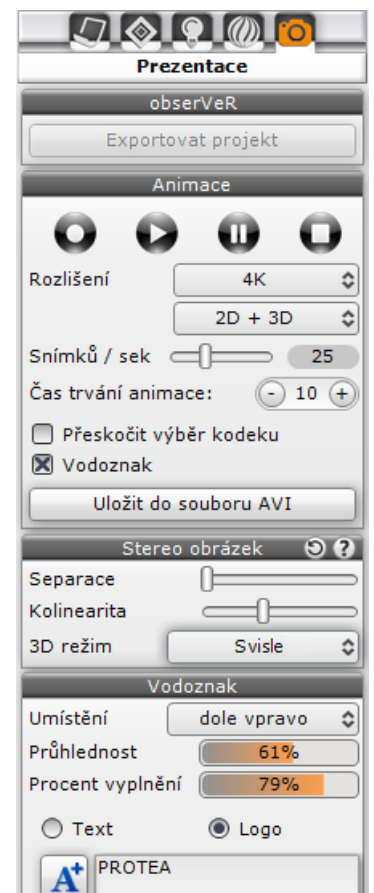 Prezentace
obserVeR
Exportovat projekt
Animace
Rozlišení 4K
2D + 3D
Snímků / sek 25
Čas trvání animace: - 10 +
Přeskočit výběr kodeku
Vodoznak
Uložit do souboru AVI
Stereo obrázek ?
Separace
Kolinearita
3D režim Svisle
Vodoznak
Umístění dole vpravo
Průhlednost 61%
Procent vyplnění 79%
Text Logo
A+ PROTEA